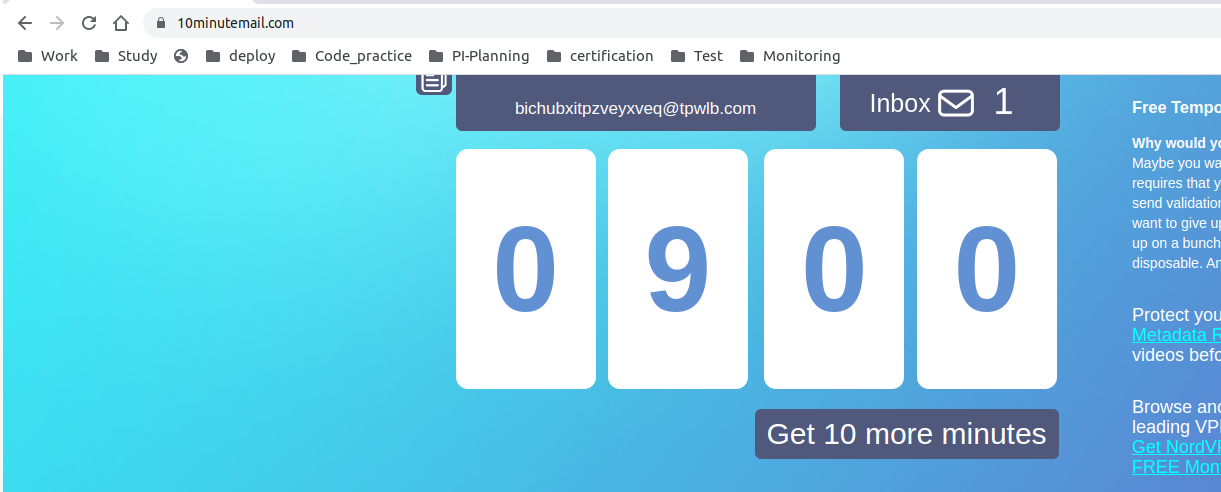 10minutemail.com
Work Study deploy Code_practice PI-Planning certification Test Monitoring
bichubxitpzveyxveq@tpwlb.com
Inbox 1
0 9 0 0
Get 10 more minutes
Free Tempo
Why would yo
Maybe you wa
requires that y
send validation
want to give up
up on a bunch
disposable. An
Protect you
Metadata R
videos befo
Browse and
leading VP
Get NordV
FREE Mon